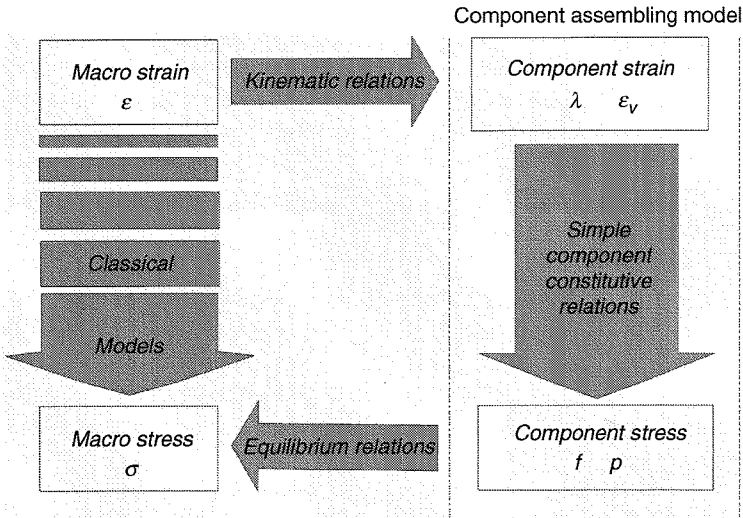 Component assembling model
Macro strain
ε
Kinematic relations
Component strain
λ εᵥ
Classical
Models
Simple
component
constitutive
relations
Macro stress
σ
Equilibrium relations
Component stress
f p